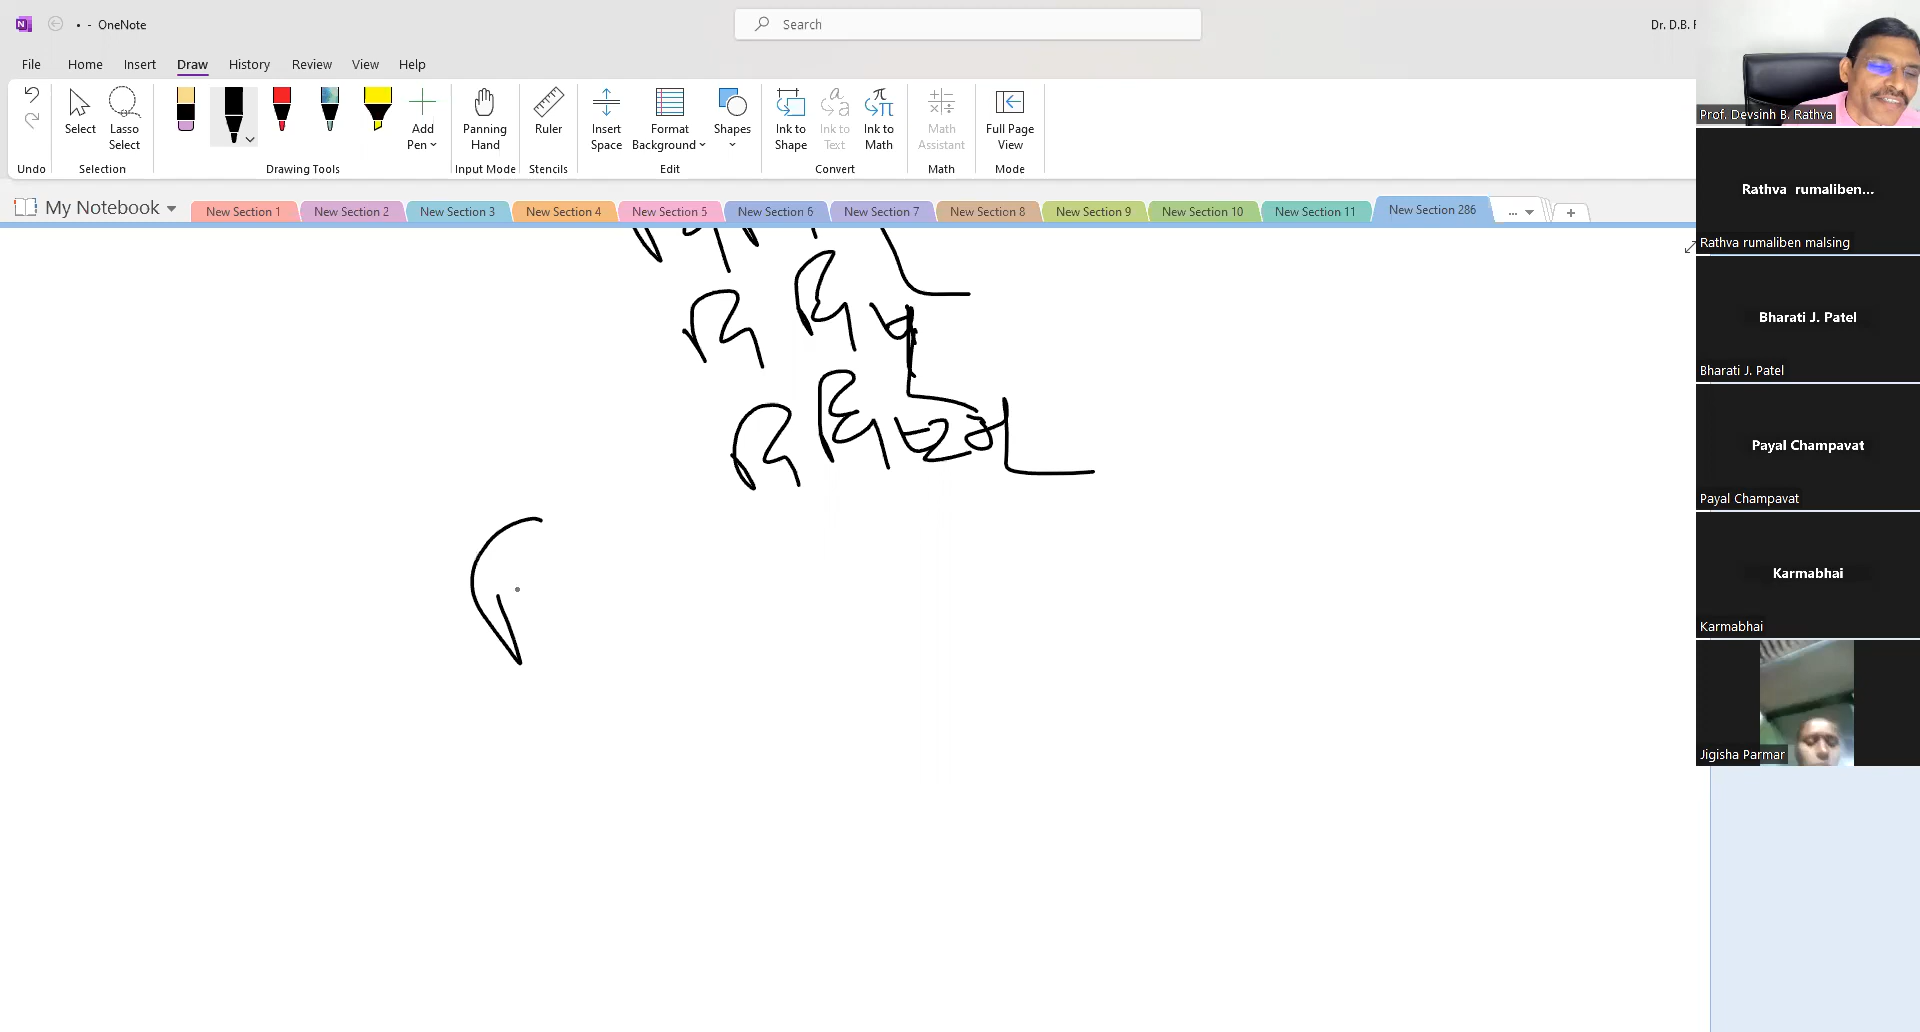 • - OneNote
Search
Dr. D.B. R
File Home Insert Draw History Review View Help
Select
Lasso Select
Add Pen
Panning Hand
Ruler
Insert Space
Format Background
Shapes
Ink to Shape
Ink to Text
Ink to Math
Math Assistant
Full Page View
Undo Selection Drawing Tools Input Mode Stencils Edit Convert Math Mode
My Notebook New Section 1 New Section 2 New Section 3 New Section 4 New Section 5 New Section 6 New Section 7 New Section 8 New Section 9 New Section 10 New Section 11 New Section 286 ... +
Prof. Devsinh B. Rathva
Rathva rumaliben...
Rathva rumaliben malsing
Bharati J. Patel
Bharati J. Patel
Payal Champavat
Payal Champavat
Karmabhai
Karmabhai
Jigisha Parmar